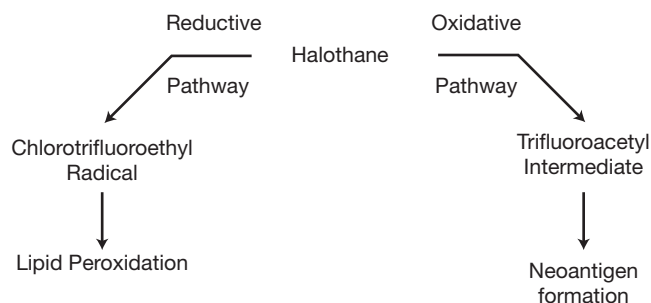 Reductive
Oxidative
Halothane
Pathway
Pathway
Chlorotrifluoroethyl
Radical
Trifluoroacetyl
Intermediate
Lipid Peroxidation
Neoantigen
formation